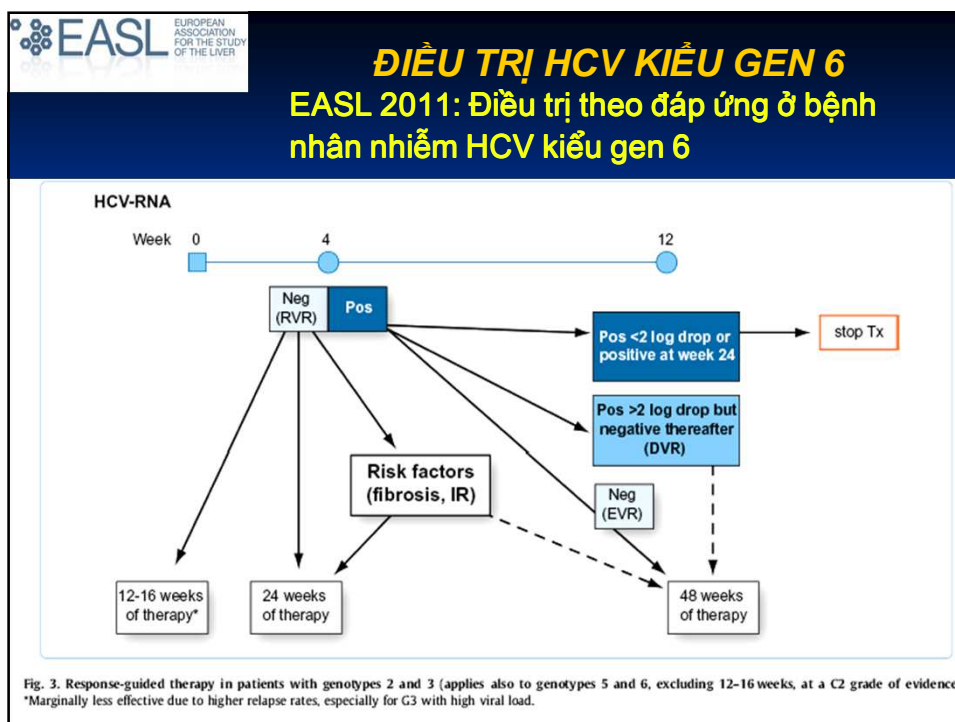 EASL
EUROPEAN
ASSOCIATION
FOR THE STUDY
OF THE LIVER
ĐIỀU TRỊ HCV KIỂU GEN 6
EASL 2011: Điều trị theo đáp ứng ở bệnh
nhân nhiễm HCV kiểu gen 6
HCV-RNA
Week 0 4 12
Neg
(RVR)
Pos
Pos <2 log drop or
positive at week 24
stop Tx
Pos >2 log drop but
negative thereafter
(DVR)
Risk factors
(fibrosis, IR)
Neg
(EVR)
12-16 weeks
of therapy*
24 weeks
of therapy
48 weeks
of therapy
Fig. 3. Response-guided therapy in patients with genotypes 2 and 3 (applies also to genotypes 5 and 6, excluding 12–16 weeks, at a C2 grade of evidence
*Marginally less effective due to higher relapse rates, especially for G3 with high viral load.